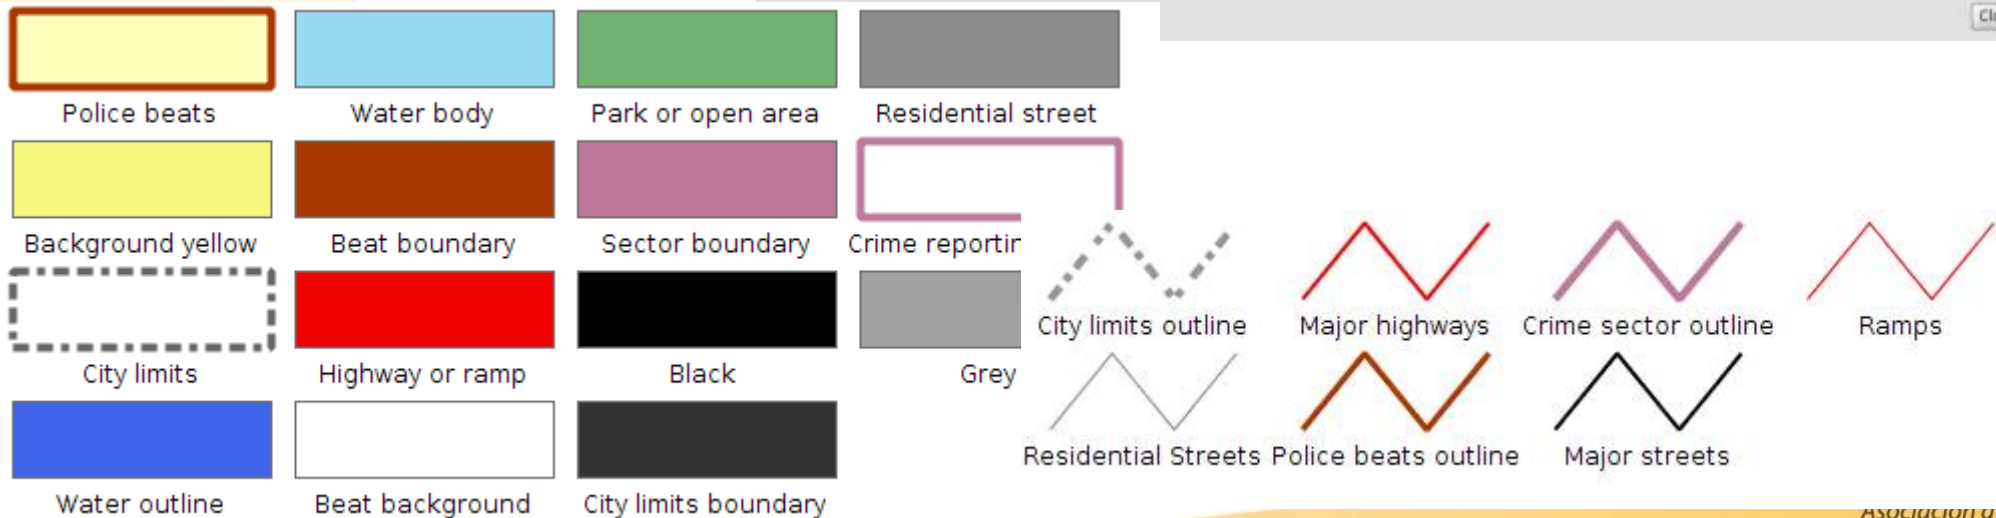 Police beats Water body Park or open area Residential street
Background yellow Beat boundary Sector boundary Crime
City limits Highway or ramp Black Grey
Water outline Beat background City limits boundary
City limits outline Major highways Crime sector outline Ramps
Residential Streets Police beats outline Major streets